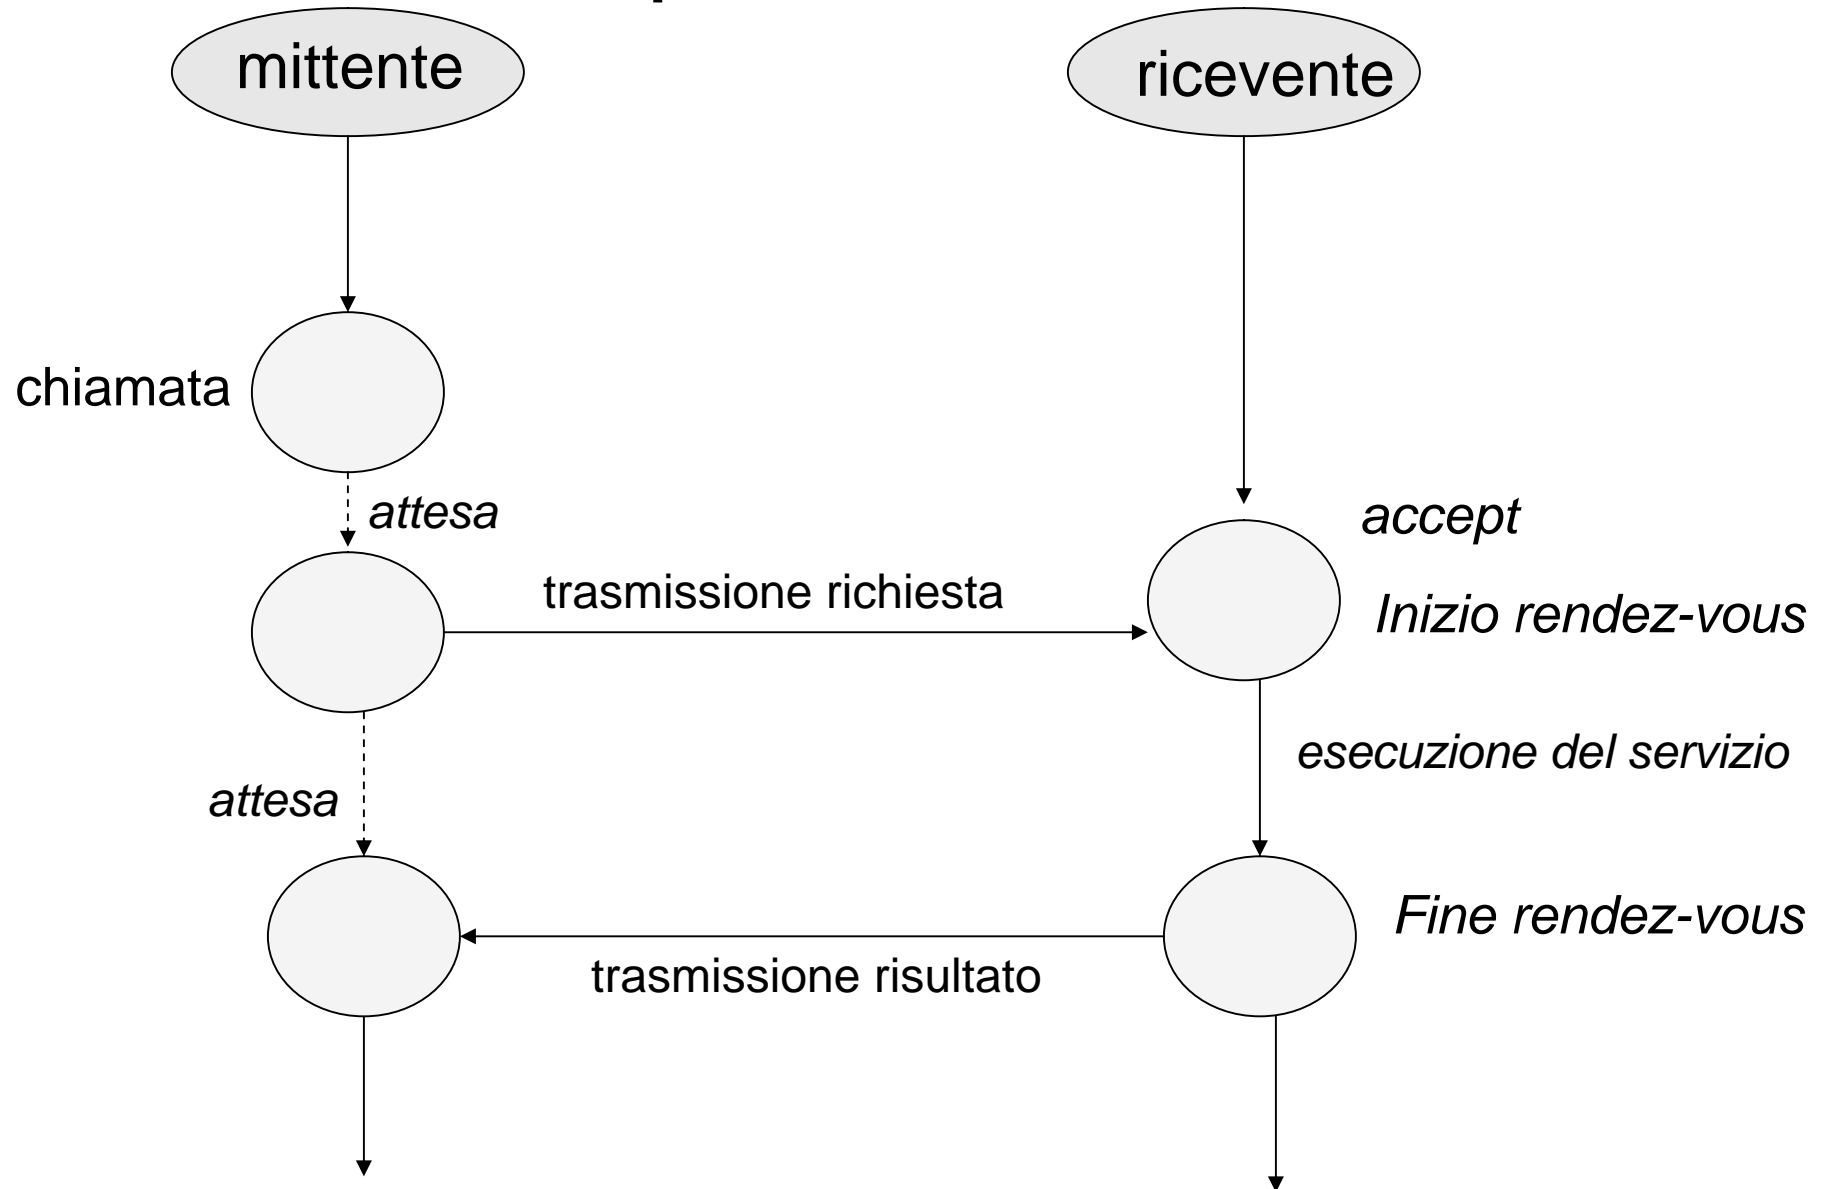 mittente
ricevente
chiamata
attesa
accept
trasmissione richiesta
Inizio rendez-vous
esecuzione del servizio
attesa
Fine rendez-vous
trasmissione risultato